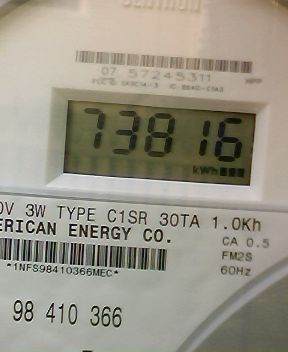 CENTRON
07 57245311
73816
kWh
0V 3W TYPE C1SR 30TA 1.0Kh
ERICAN ENERGY CO.
CA 0.5
FM2S
*1NFS98410366MEC*
60Hz
98 410 366